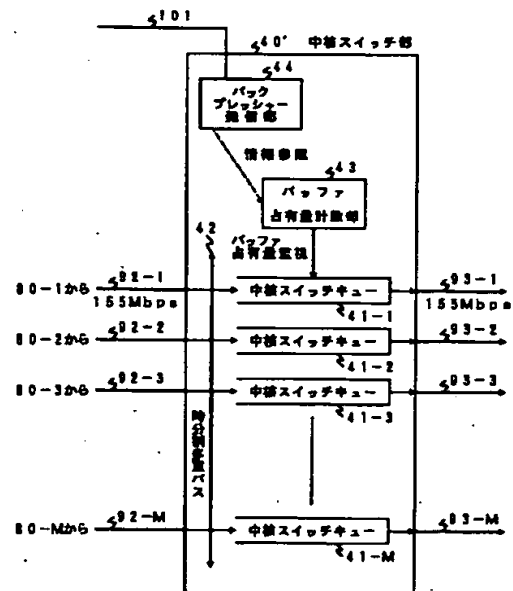 101
40' 中核スイッチ部
44
バック
プレッシャー
発信部
情報参照
43
バッファ
占有量計数部
42
バッファ
占有量監視
80-1から
92-1
155Mbps
中核スイッチキュー
41-1
93-1
155Mbps
80-2から
92-2
中核スイッチキュー
41-2
93-2
80-3から
92-3
中核スイッチキュー
41-3
93-3
時分割多重バス
80-Mから
92-M
中核スイッチキュー
41-M
93-M